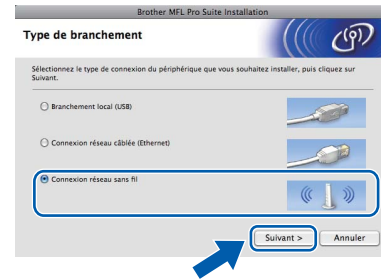 Brother MFL Pro Suite Installation
Type de branchement
Sélectionnez le type de connexion du périphérique que vous souhaitez installer, puis cliquez sur
Suivant.
Branchement local (USB)
Connexion réseau câblée (Ethernet)
Connexion réseau sans fil
Suivant >
Annuler